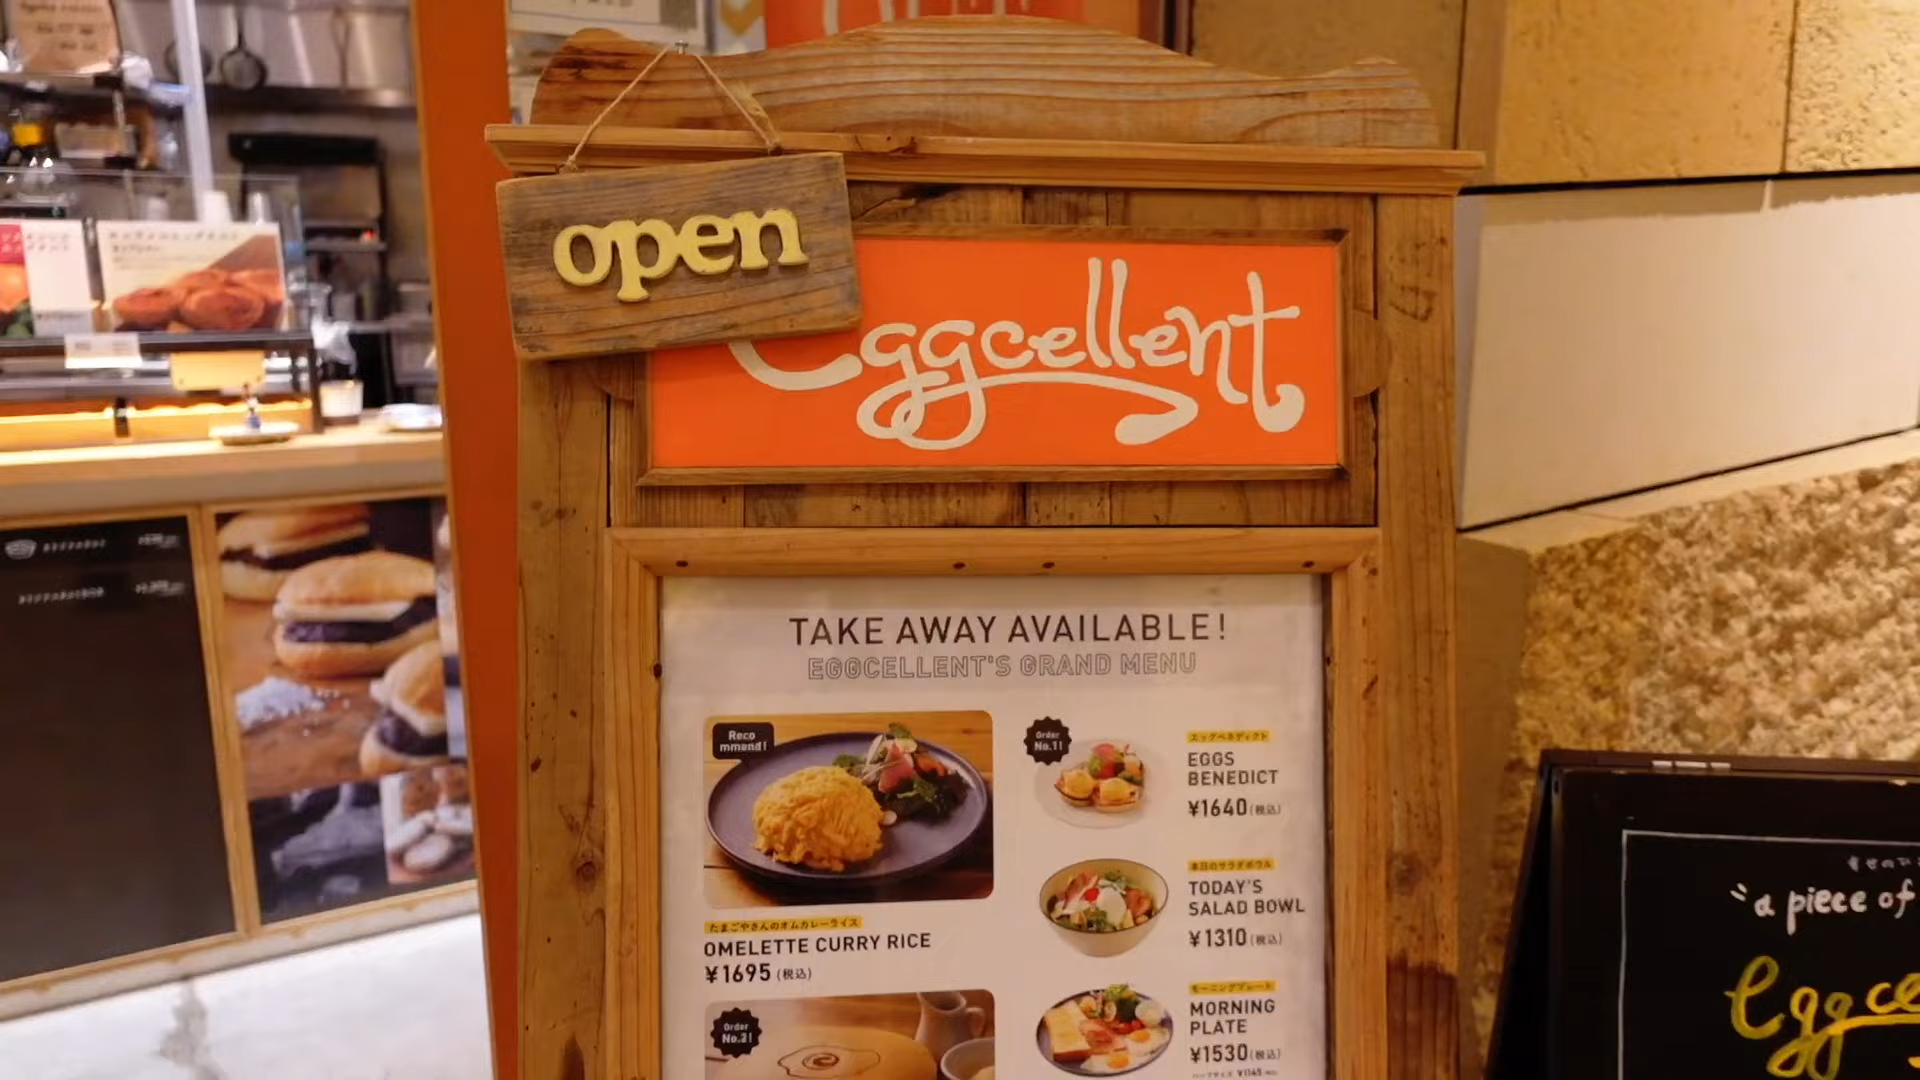 open
Eggcellent
TAKE AWAY AVAILABLE!
EGGCELLENT'S GRAND MENU
Reco
mmend!
たまごやさんのオムカレーライス
OMELETTE CURRY RICE
¥1695 (税込)
Order
No.2!
Order
No.1!
エッグベネディクト
EGGS
BENEDICT
¥1640 (税込)
本日のサラダボウル
TODAY'S
SALAD BOWL
¥1310 (税込)
モーニングプレート
MORNING
PLATE
¥1530 (税込)
"a piece of
Eggce